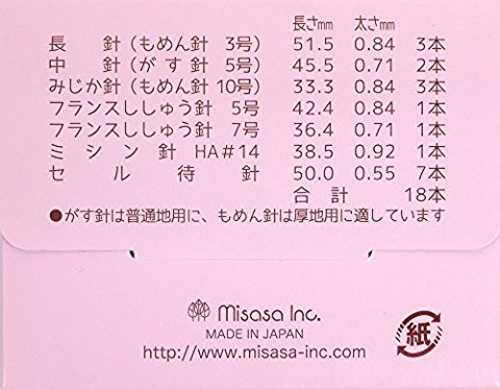 長さmm 太さmm
長 針(もめん針 3号) 51.5 0.84 3本
中 針(がす針 5号) 45.5 0.71 2本
みじか針(もめん針 10号) 33.3 0.84 3本
フランスししゅう針 5号 42.4 0.84 1本
フランスししゅう針 7号 36.4 0.71 1本
ミシン針 HA#14 38.5 0.92 1本
セル待針 50.0 0.55 7本
合計 18本
●がす針は普通地用に、もめん針は厚地用に適しています
misasa Inc.
MADE IN JAPAN
http://www.misasa-inc.com
紙